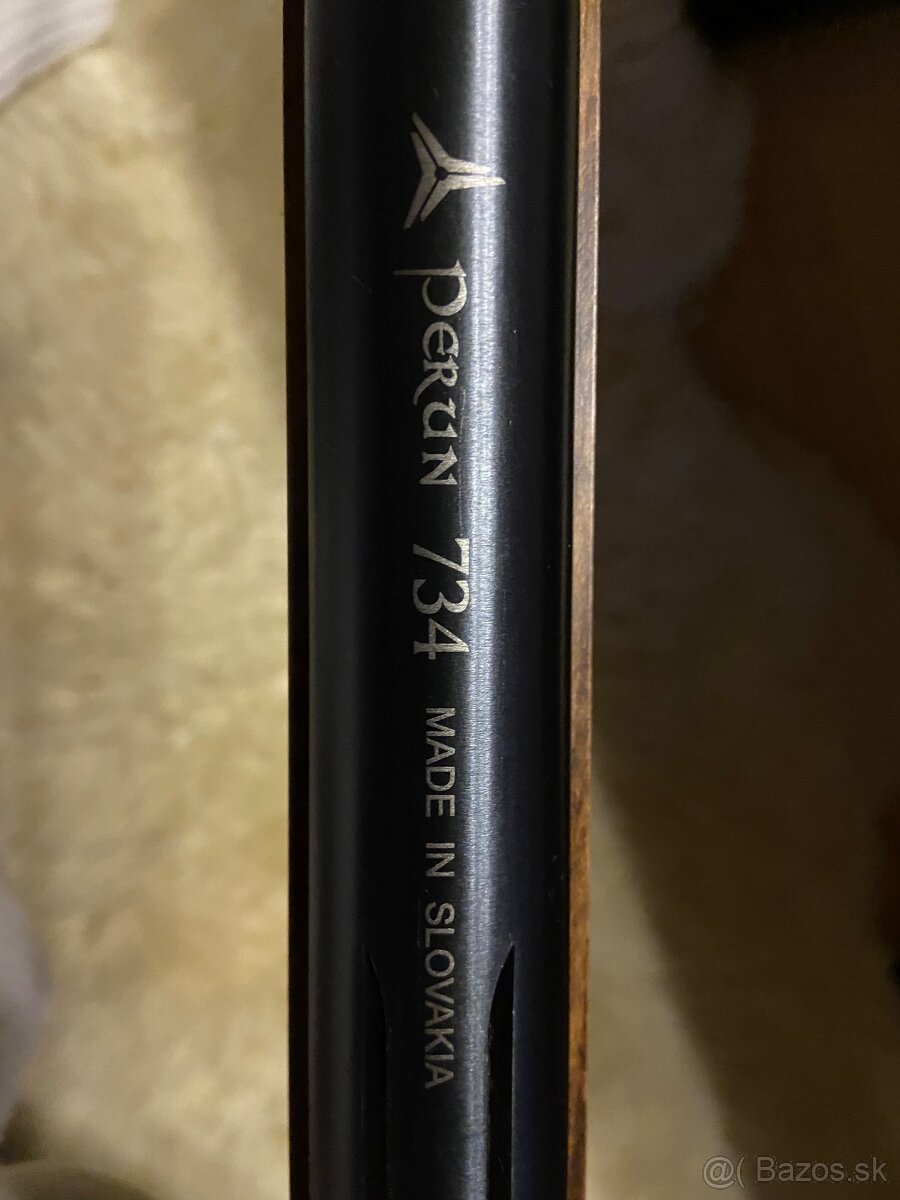 PERUN 734 MADE IN SLOVAKIA
@( Bazos.sk